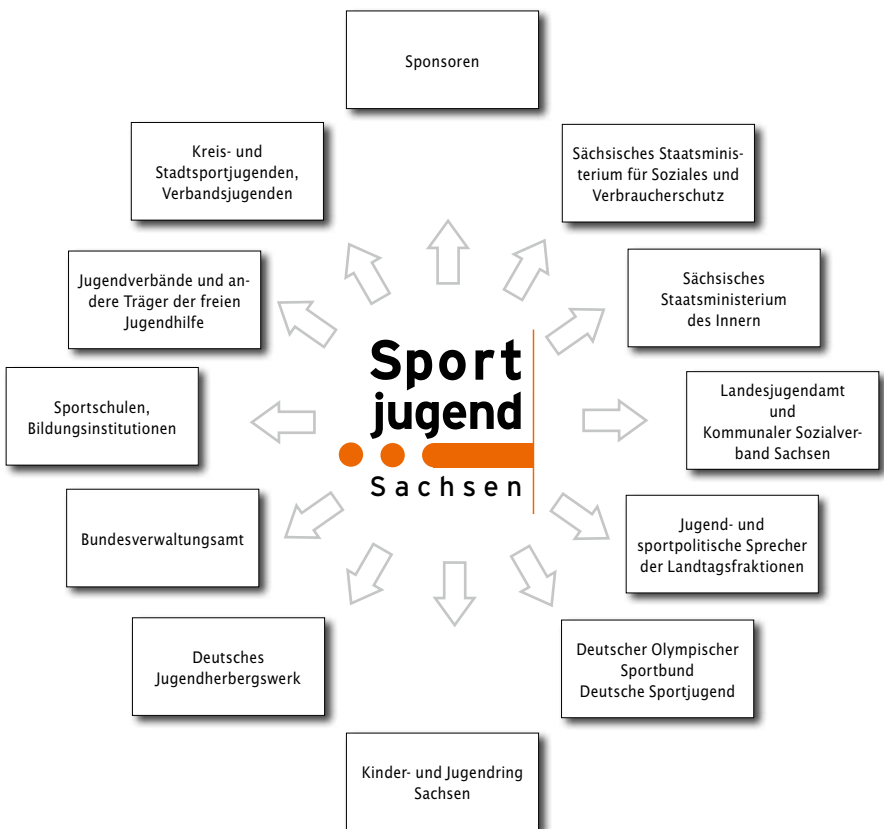 Sponsoren
Kreis- und
Stadtsportjugenden,
Verbandsjugenden
Sächsisches Staatsminis-
terium für Soziales und
Verbraucherschutz
Jugendverbände und an-
dere Träger der freien
Jugendhilfe
Sächsisches
Staatsministerium
des Innern
Sport
jugend
Sachsen
Sportschulen,
Bildungsinstitutionen
Landesjugendamt
und
Kommunaler Sozialver-
band Sachsen
Bundesverwaltungsamt
Jugend- und
sportpolitische Sprecher
der Landtagsfraktionen
Deutsches
Jugendherbergswerk
Deutscher Olympischer
Sportbund
Deutsche Sportjugend
Kinder- und Jugendring
Sachsen